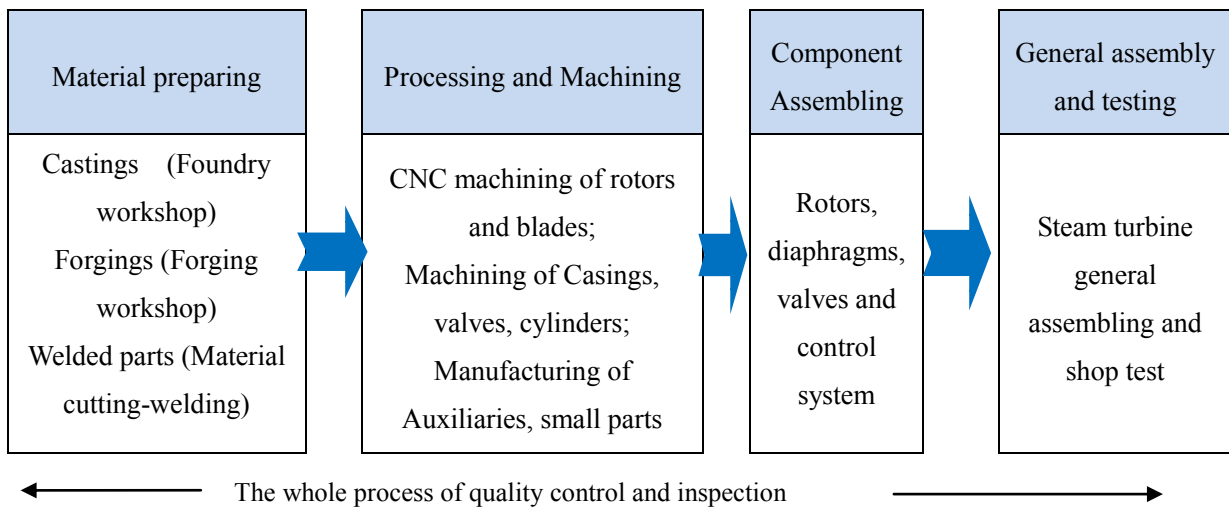 Material preparing
Castings (Foundry
workshop)
Forgings (Forging
workshop)
Welded parts (Material
cutting-welding)
Processing and Machining
CNC machining of rotors
and blades;
Machining of Casings,
valves, cylinders;
Manufacturing of
Auxiliaries, small parts
Component
Assembling
Rotors,
diaphragms,
valves and
control
system
General assembly
and testing
Steam turbine
general
assembling and
shop test
The whole process of quality control and inspection